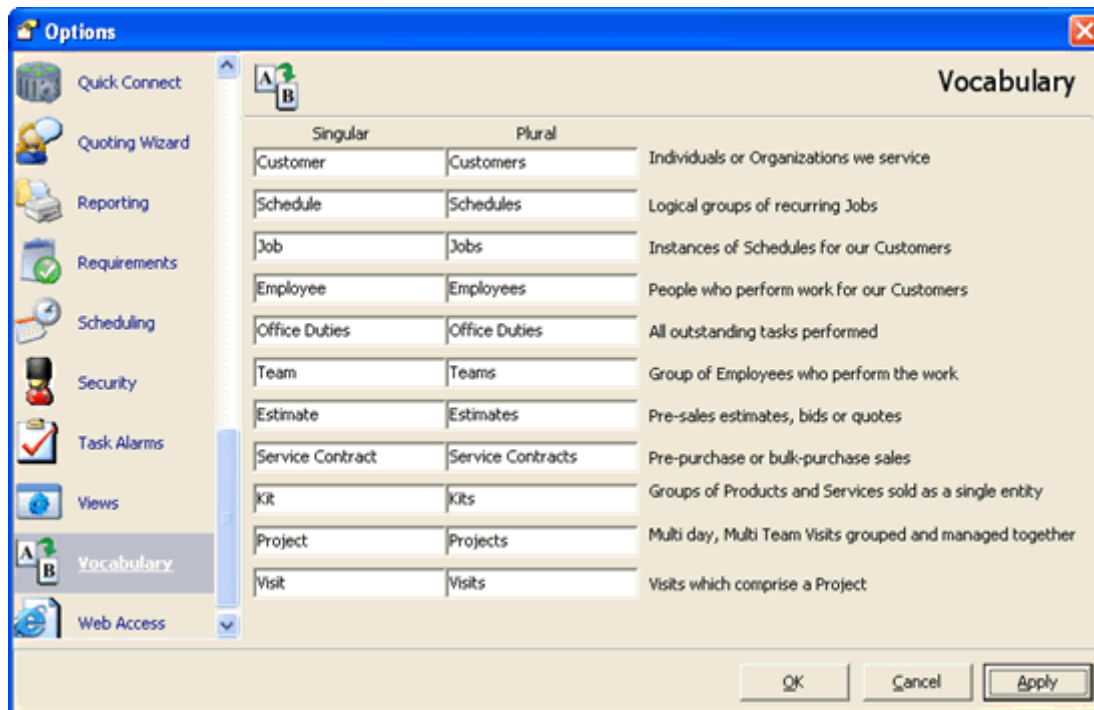 Options
Quick Connect
Quoting Wizard
Reporting
Requirements
Scheduling
Security
Task Alarms
Views
A B Vocabulary
Web Access
A B Vocabulary
Singular Plural
Customer Customers Individuals or Organizations we service
Schedule Schedules Logical groups of recurring Jobs
Job Jobs Instances of Schedules for our Customers
Employee Employees People who perform work for our Customers
Office Duties Office Duties All outstanding tasks performed
Team Teams Group of Employees who perform the work
Estimate Estimates Pre-sales estimates, bids or quotes
Service Contract Service Contracts Pre-purchase or bulk-purchase sales
Kit Kits Groups of Products and Services sold as a single entity
Project Projects Multi day, Multi Team Visits grouped and managed together
Visit Visits Visits which comprise a Project
OK Cancel Apply